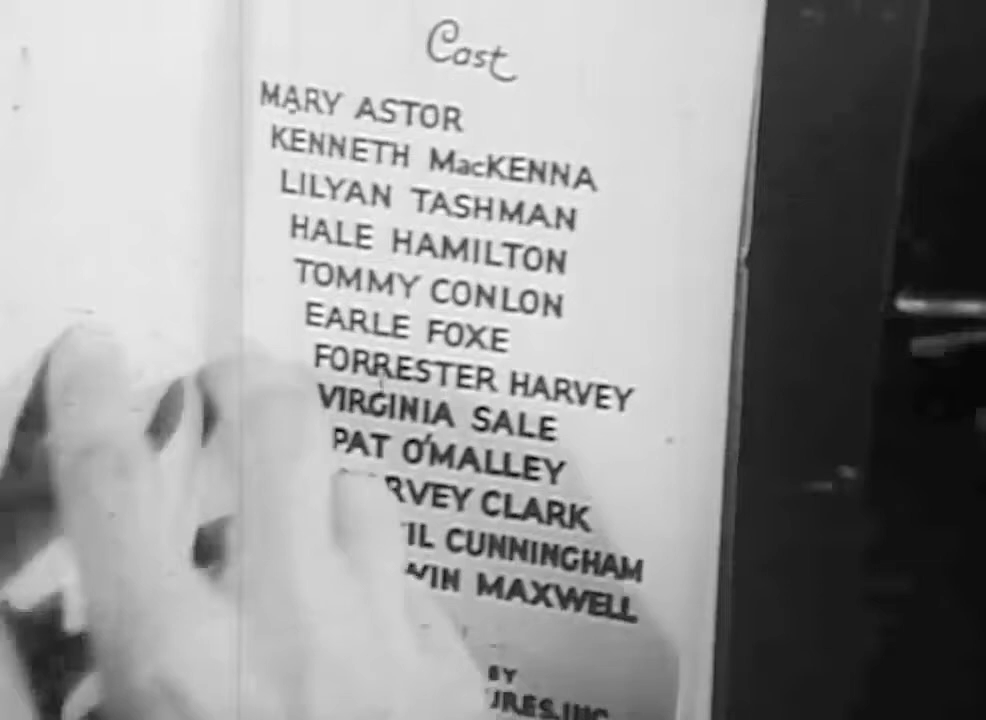 Cast
MARY ASTOR
KENNETH MacKENNA
LILYAN TASHMAN
HALE HAMILTON
TOMMY CONLON
EARLE FOXE
FORRESTER HARVEY
VIRGINIA SALE
PAT O'MALLEY
CLARK
CUNNINGHAM
MAXWELL
BY